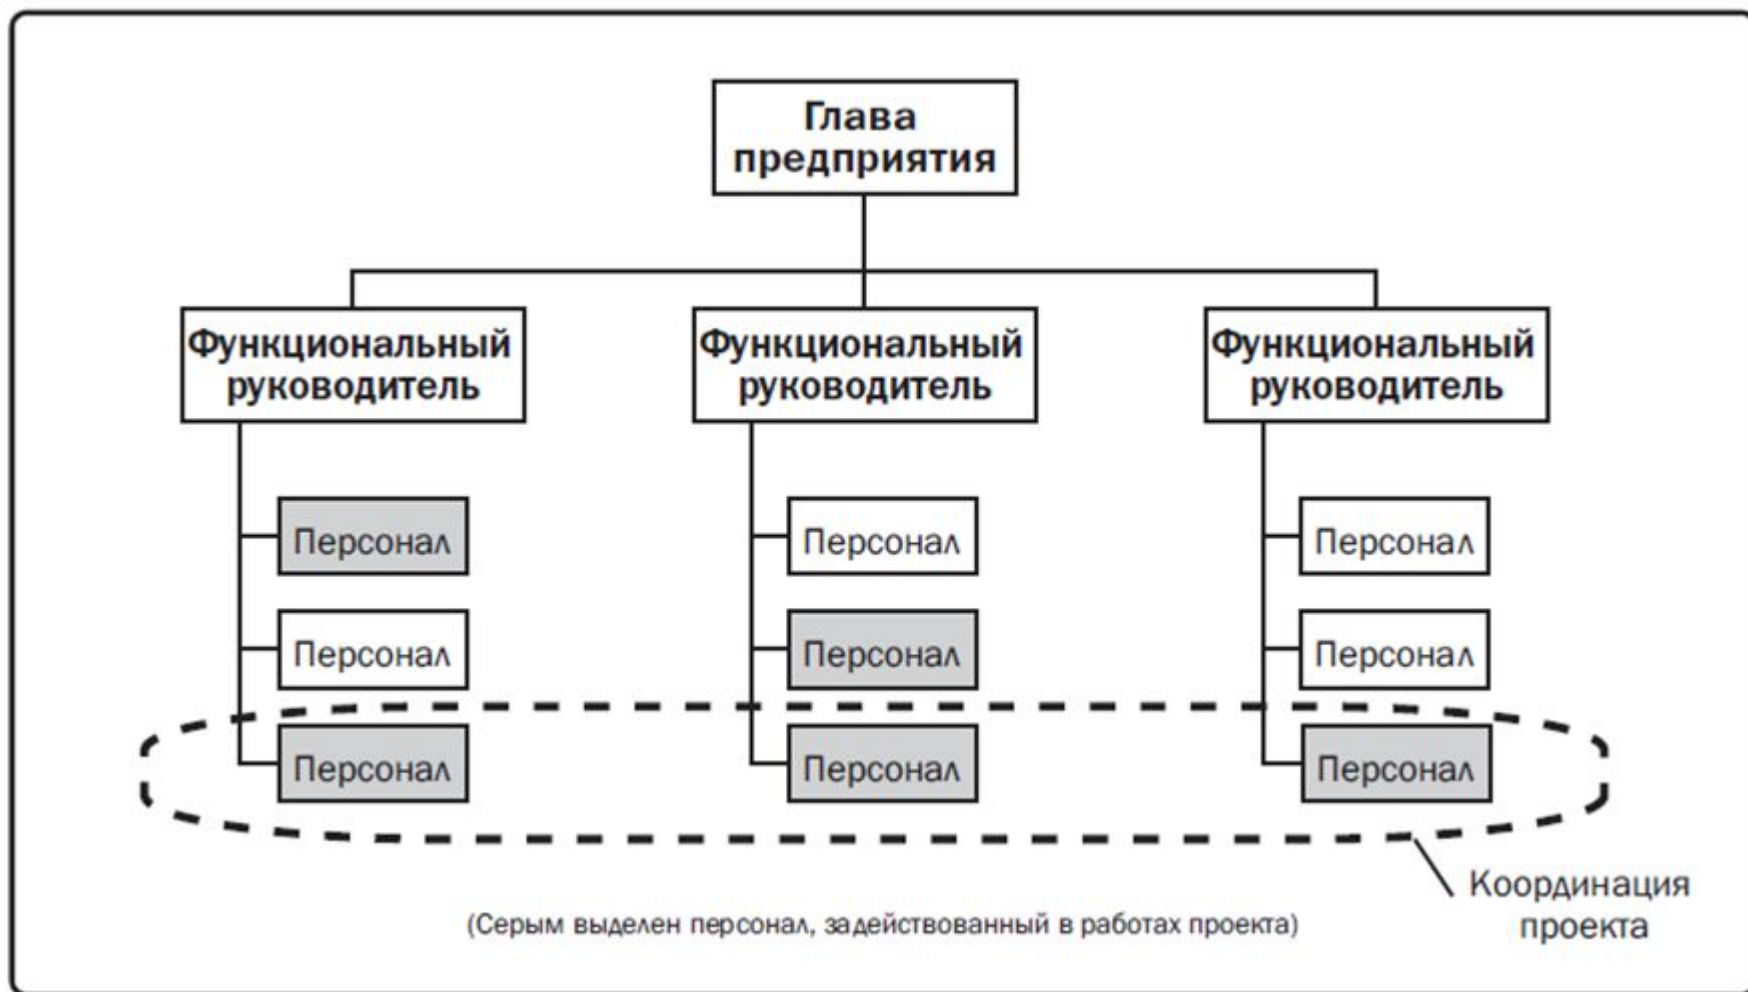 Глава
предприятия
Функциональный
руководитель
Функциональный
руководитель
Функциональный
руководитель
Персонал
Персонал
Персонал
Персонал
Персонал
Персонал
Персонал
Персонал
Персонал
Координация
проекта
(Серым выделен персонал, задействованный в работах проекта)